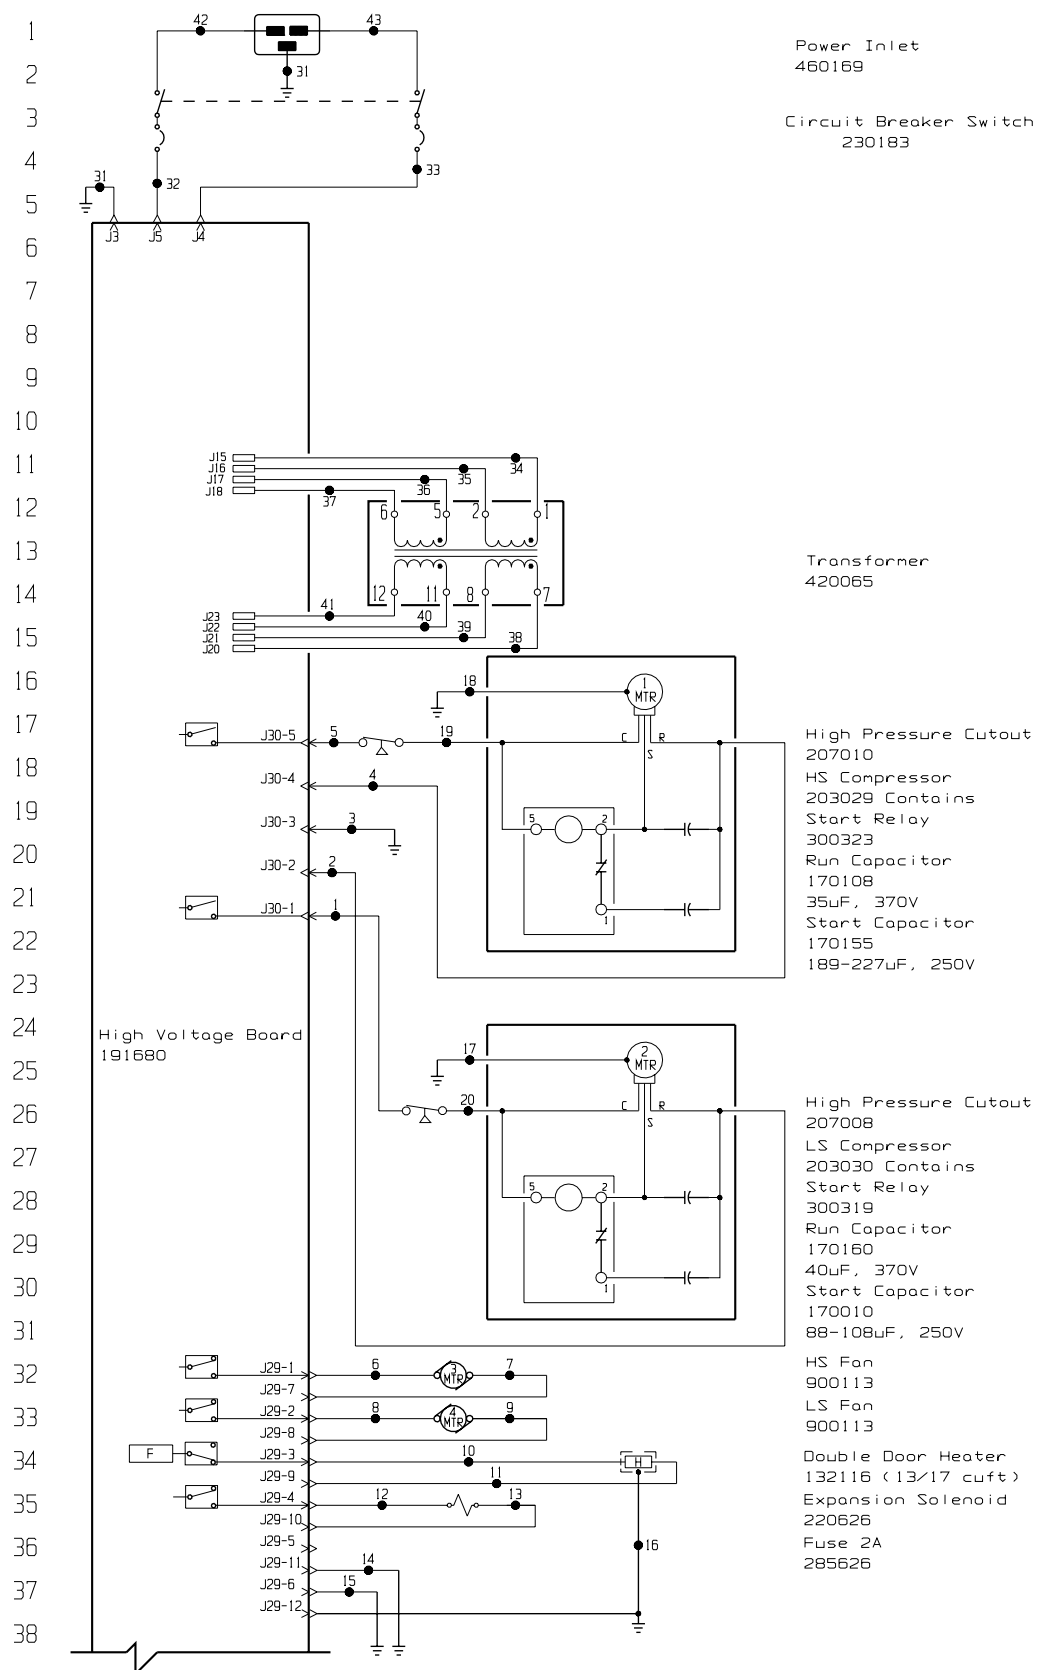 1
42
43
Power Inlet
460169
2
31
3
Circuit Breaker Switch
230183
4
31
32
33
5
J3
J5
J4
6
7
8
9
10
11
J15
34
J16
35
J17
36
J18
37
12
6
5
2
1
13
Transformer
420065
14
12
11
8
7
J23
41
J22
40
15
J21
39
J20
38
16
18
1
MTR
17
J30-5
5
19
C
R
S
High Pressure Cutout
207010
18
J30-4
4
HS Compressor
203029 Contains
19
J30-3
3
5
2
Start Relay
300323
20
J30-2
2
Run Capacitor
170108
21
J30-1
1
1
35uF, 370V
Start Capacitor
22
170155
189-227uF, 250V
23
24
High Voltage Board
191680
17
2
MTR
25
26
20
C
R
S
High Pressure Cutout
207008
27
LS Compressor
203030 Contains
28
5
2
Start Relay
300319
29
Run Capacitor
170160
30
1
40uF, 370V
Start Capacitor
170010
31
88-108uF, 250V
32
J29-1
6
3
MTR
7
HS Fan
900113
J29-7
33
J29-2
8
4
MTR
9
LS Fan
900113
J29-8
34
F
J29-3
10
H
Double Door Heater
132116 (13/17 cuft)
J29-9
11
35
J29-4
12
13
Expansion Solenoid
220626
J29-10
36
J29-5
16
Fuse 2A
285626
J29-11
14
37
J29-6
15
J29-12
38